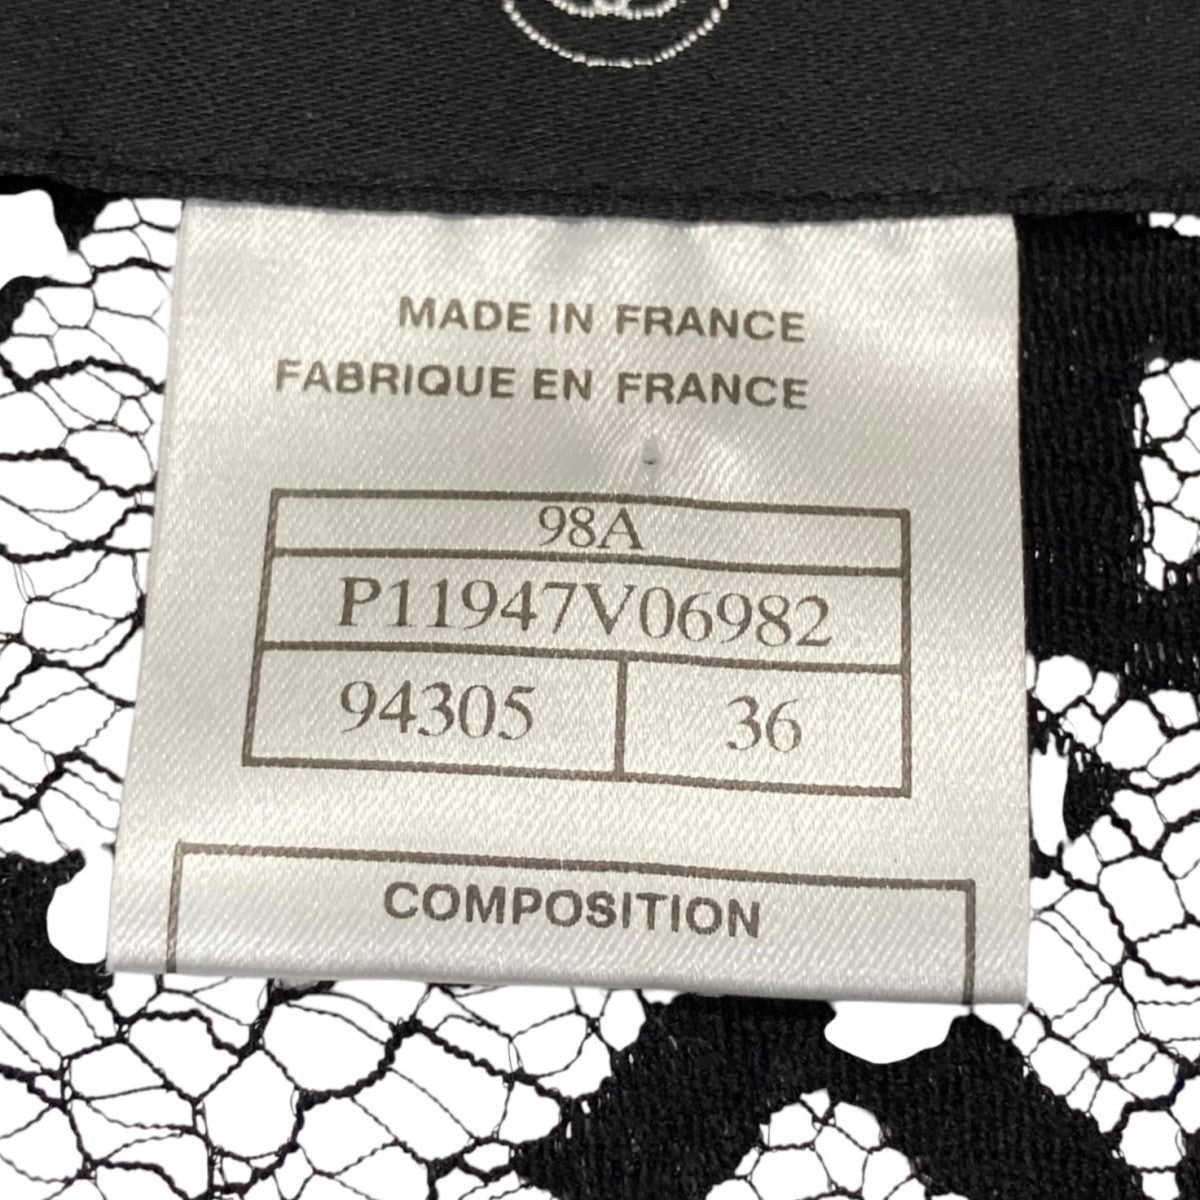 MADE IN FRANCE
FABRIQUE EN FRANCE
98A
P11947V06982
94305 36
COMPOSITION